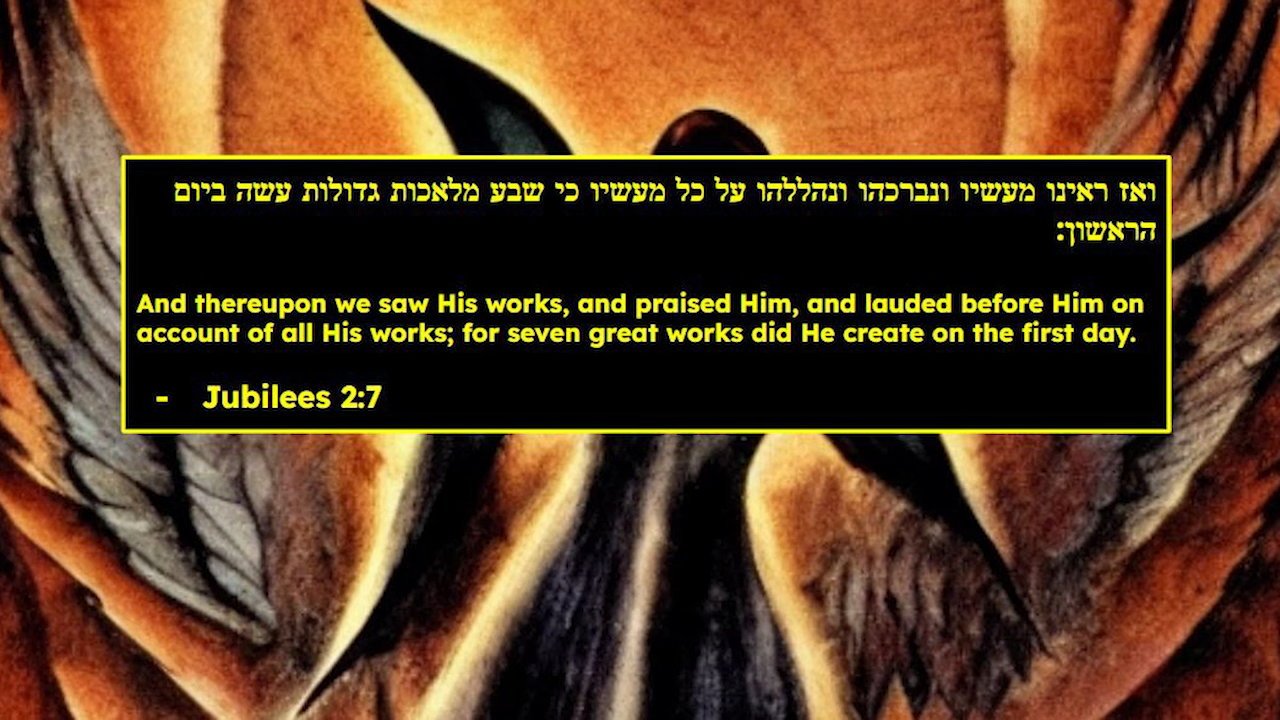 ואז ראינו מעשיו ונברכהו ונהללהו על כל מעשיו כי שבע מלאכות גדולות עשה ביום
הראשון:
And thereupon we saw His works, and praised Him, and lauded before Him on
account of all His works; for seven great works did He create on the first day.
- Jubilees 2:7